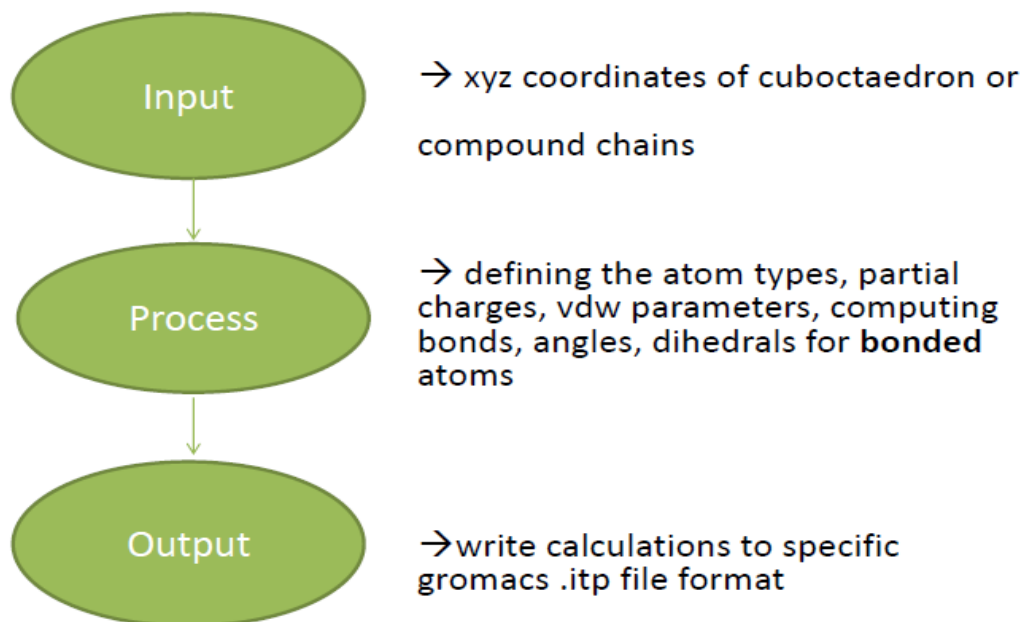 Input
→ xyz coordinates of cuboctaedron or
compound chains
Process
→ defining the atom types, partial
charges, vdw parameters, computing
bonds, angles, dihedrals for bonded
atoms
Output
→write calculations to specific
gromacs .itp file format